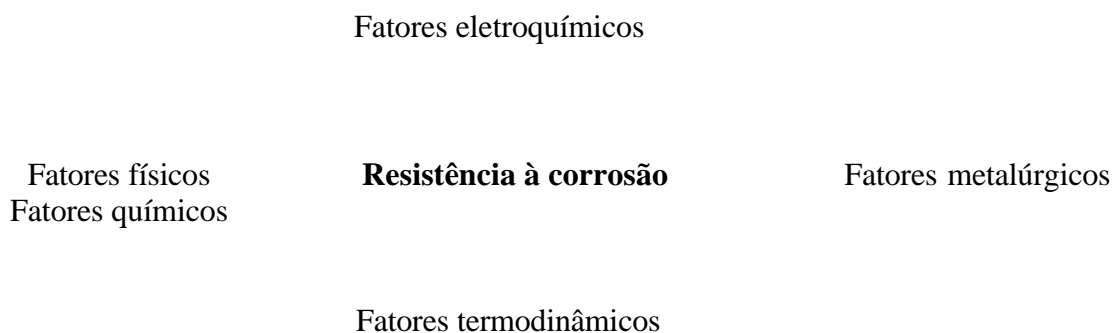 Fatores eletroquímicos
Fatores físicos
Fatores químicos
Resistência à corrosão
Fatores metalúrgicos
Fatores termodinâmicos